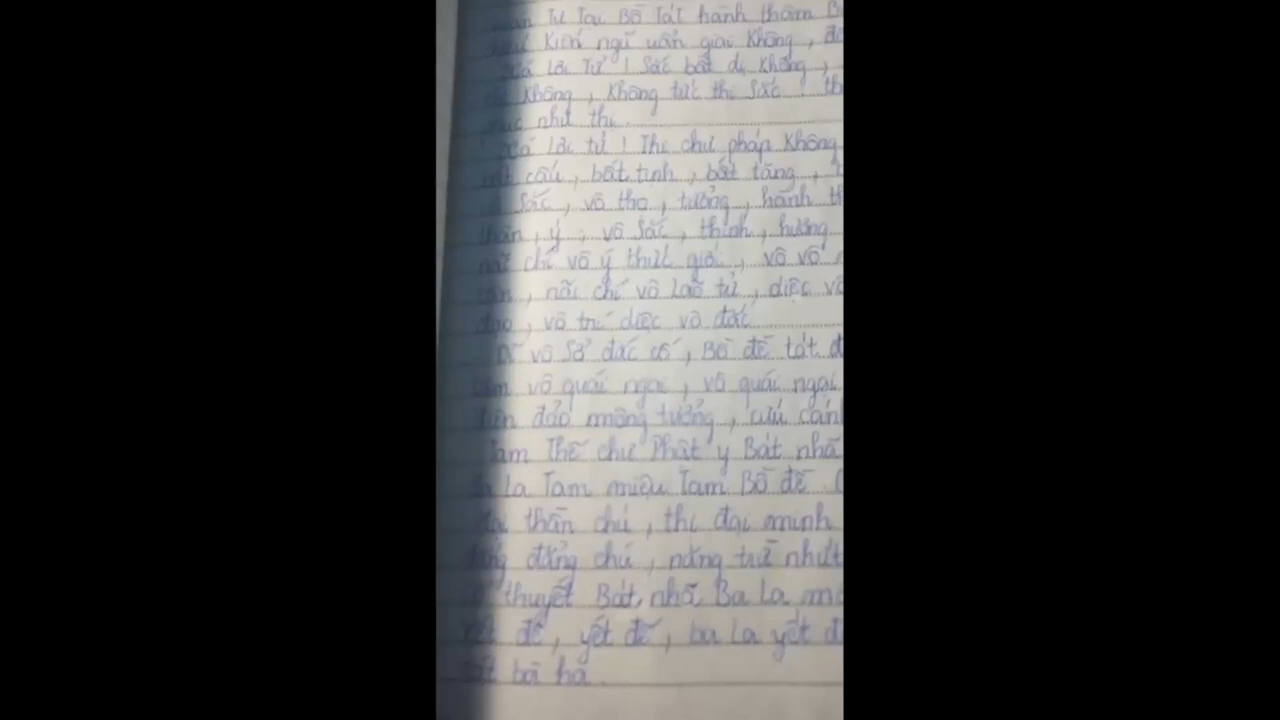 Tự Tại Bồ Tát hành thâm
Kiến ngũ uẩn giai Không,
Xá Lợi Tử ! Sắc bất dị Không,
Không, Không tức thị Sắc.
như thị.
Xá Lợi tử ! Thị chư pháp Không
cấu, bất tịnh, bất tăng,
Sắc, vô thọ, tưởng, hành
thân, ý, vô Sắc, thinh, hương
chí vô ý thức giới, vô vô
nãi chí vô Lão tử, diệc vô
đạo, vô trí diệc vô đắc
Dĩ vô Sở đắc cố, Bồ đề tát
tâm vô quái ngại, vô quái ngại
đảo mộng tưởng, cứu cánh
Tam Thế chư Phật y Bát nhã
La Tam miệu Tam Bồ đề.
thần chú, thị đại minh
đẳng chú, năng trừ nhứt
thuyết Bát nhã Ba La
đế, yết đế, ba La yết
bà ha.